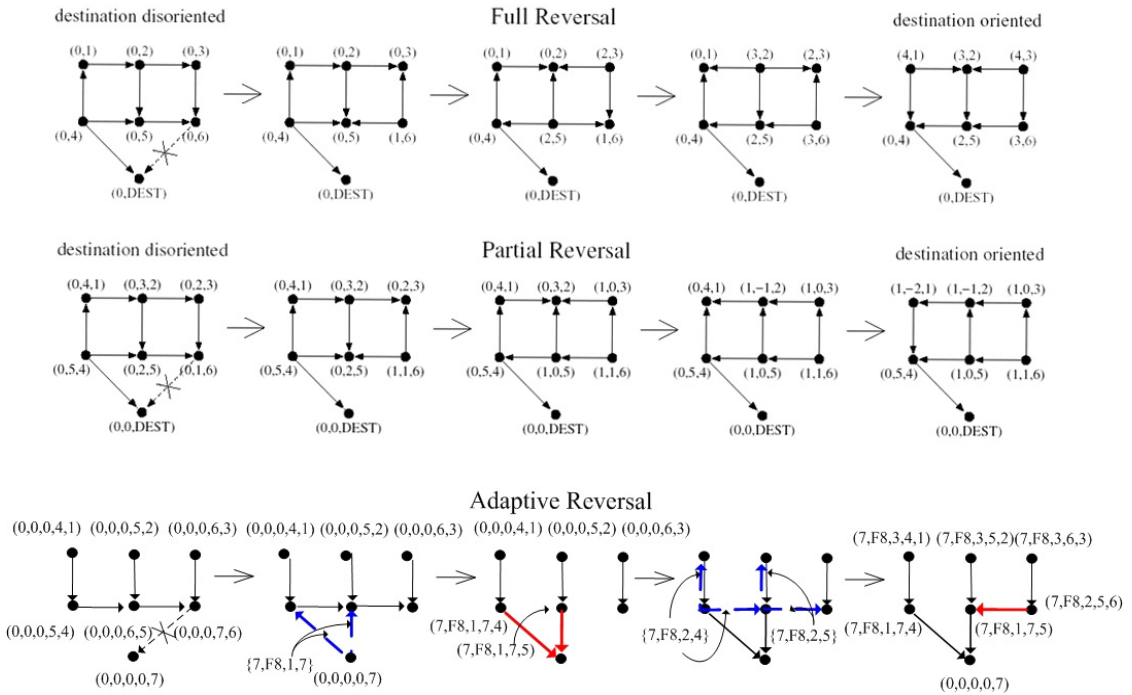 Full Reversal
destination disoriented
destination oriented
(0,1) (0,2) (0,3)
(0,1) (0,2) (0,3)
(0,1) (0,2) (2,3)
(0,1) (3,2) (2,3)
(4,1) (3,2) (4,3)
(0,4) (0,5) (0,6)
(0,4) (0,5) (1,6)
(0,4) (2,5) (1,6)
(0,4) (2,5) (3,6)
(0,4) (2,5) (3,6)
(0,DEST)
(0,DEST)
(0,DEST)
(0,DEST)
(0,DEST)
Partial Reversal
destination disoriented
destination oriented
(0,4,1) (0,3,2) (0,2,3)
(0,4,1) (0,3,2) (0,2,3)
(0,4,1) (0,3,2) (1,0,3)
(0,4,1) (1,−1,2) (1,0,3)
(1,−2,1) (1,−1,2) (1,0,3)
(0,5,4) (0,2,5) (0,1,6)
(0,5,4) (0,2,5) (1,1,6)
(0,5,4) (1,0,5) (1,1,6)
(0,5,4) (1,0,5) (1,1,6)
(0,5,4) (1,0,5) (1,1,6)
(0,0,DEST)
(0,0,DEST)
(0,0,DEST)
(0,0,DEST)
(0,0,DEST)
Adaptive Reversal
(0,0,0,4,1) (0,0,0,5,2) (0,0,0,6,3)
(0,0,0,4,1) (0,0,0,5,2) (0,0,0,6,3)
(0,0,0,4,1) (0,0,0,5,2) (0,0,0,6,3)
(7,F8,3,4,1) (7,F8,3,5,2) (7,F8,3,6,3)
(0,0,0,5,4) (0,0,0,6,5) (0,0,0,7,6)
(0,0,0,0,7)
{7,F8,1,7}
(0,0,0,0,7)
(7,F8,1,7,4)
(7,F8,1,7,5)
{7,F8,2,4}
{7,F8,2,5}
(7,F8,2,5,6)
(7,F8,1,7,4)
(7,F8,1,7,5)
(0,0,0,0,7)